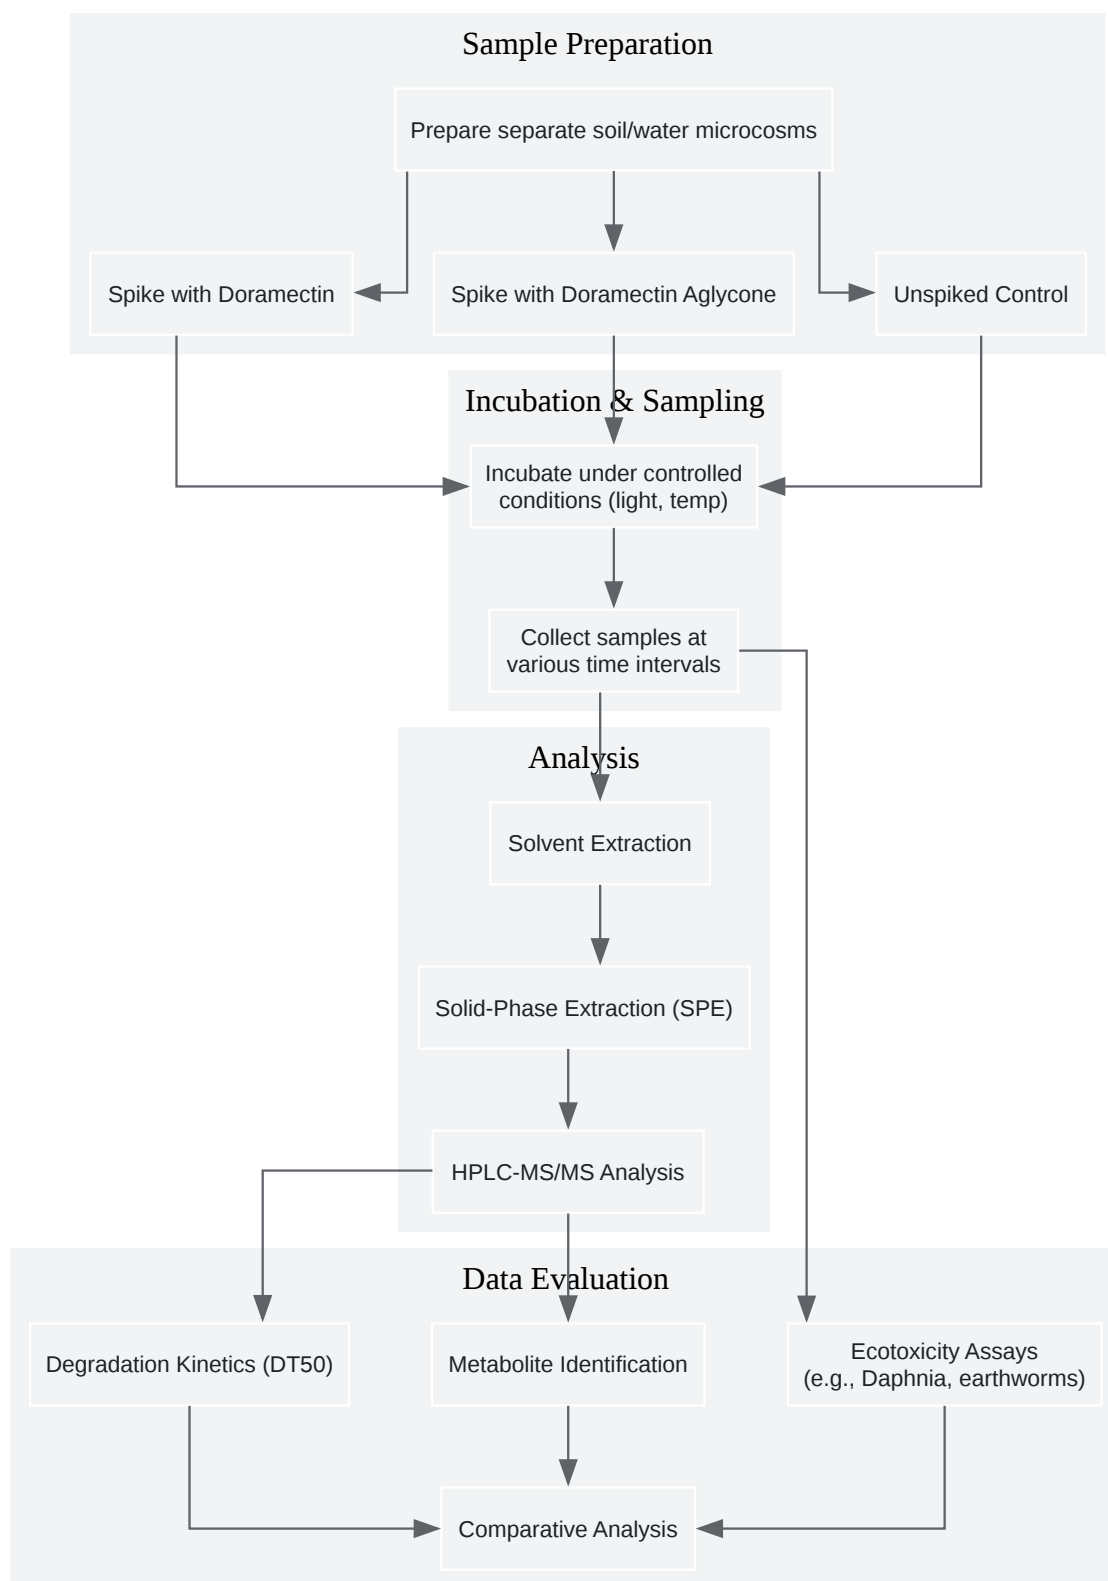 Sample Preparation
Prepare separate soil/water microcosms
Spike with Doramectin
Spike with Doramectin Aglycone
Unspiked Control
Incubation & Sampling
Incubate under controlled
conditions (light, temp)
Collect samples at
various time intervals
Analysis
Solvent Extraction
Solid-Phase Extraction (SPE)
HPLC-MS/MS Analysis
Data Evaluation
Degradation Kinetics (DT50)
Metabolite Identification
Ecotoxicity Assays
(e.g., Daphnia, earthworms)
Comparative Analysis